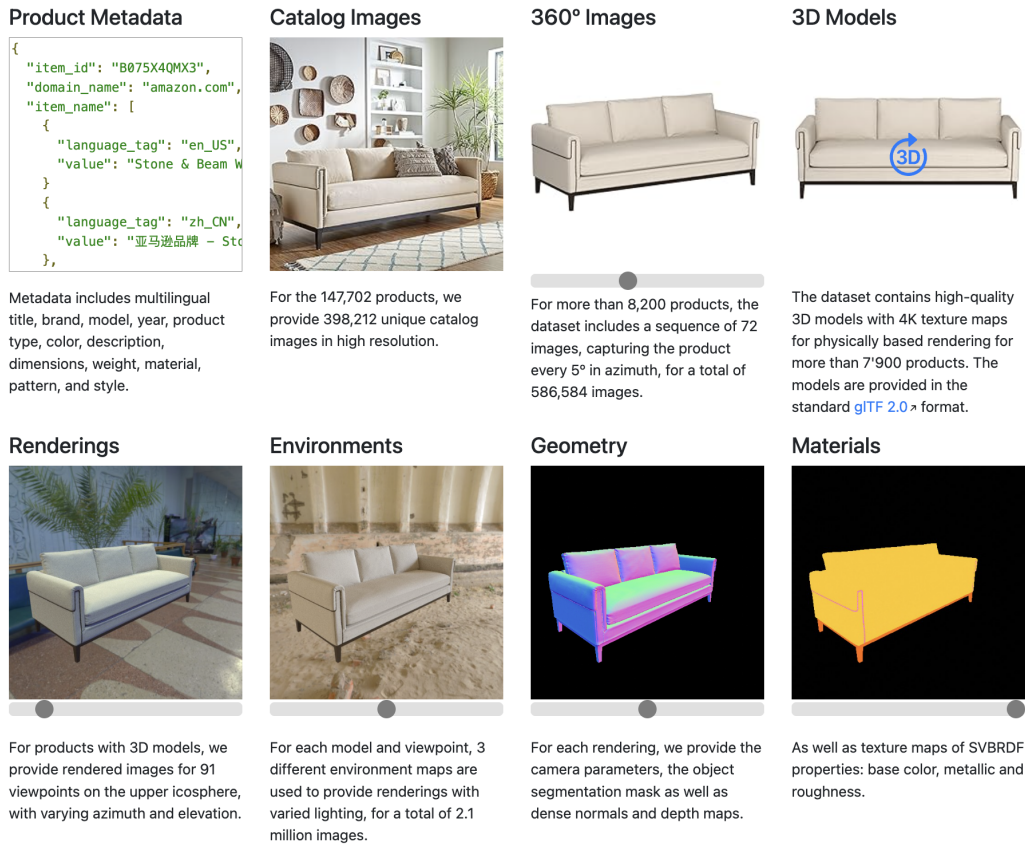 Product Metadata
{
"item_id": "B075X4QMX3",
"domain_name": "amazon.com",
"item_name": [
{
"language_tag": "en_US",
"value": "Stone & Beam W
}
{
"language_tag": "zh_CN",
"value": "亚马逊品牌 - Sto
},
Metadata includes multilingual
title, brand, model, year, product
type, color, description,
dimensions, weight, material,
pattern, and style.
Catalog Images
For the 147,702 products, we
provide 398,212 unique catalog
images in high resolution.
360º Images
For more than 8,200 products, the
dataset includes a sequence of 72
images, capturing the product
every 5º in azimuth, for a total of
586,584 images.
3D Models
3D
The dataset contains high-quality
3D models with 4K texture maps
for physically based rendering for
more than 7'900 products. The
models are provided in the
standard glTF 2.0↗ format.
Renderings
For products with 3D models, we
provide rendered images for 91
viewpoints on the upper icosphere,
with varying azimuth and elevation.
Environments
For each model and viewpoint, 3
different environment maps are
used to provide renderings with
varied lighting, for a total of 2.1
million images.
Geometry
For each rendering, we provide the
camera parameters, the object
segmentation mask as well as
dense normals and depth maps.
Materials
As well as texture maps of SVBRDF
properties: base color, metallic and
roughness.